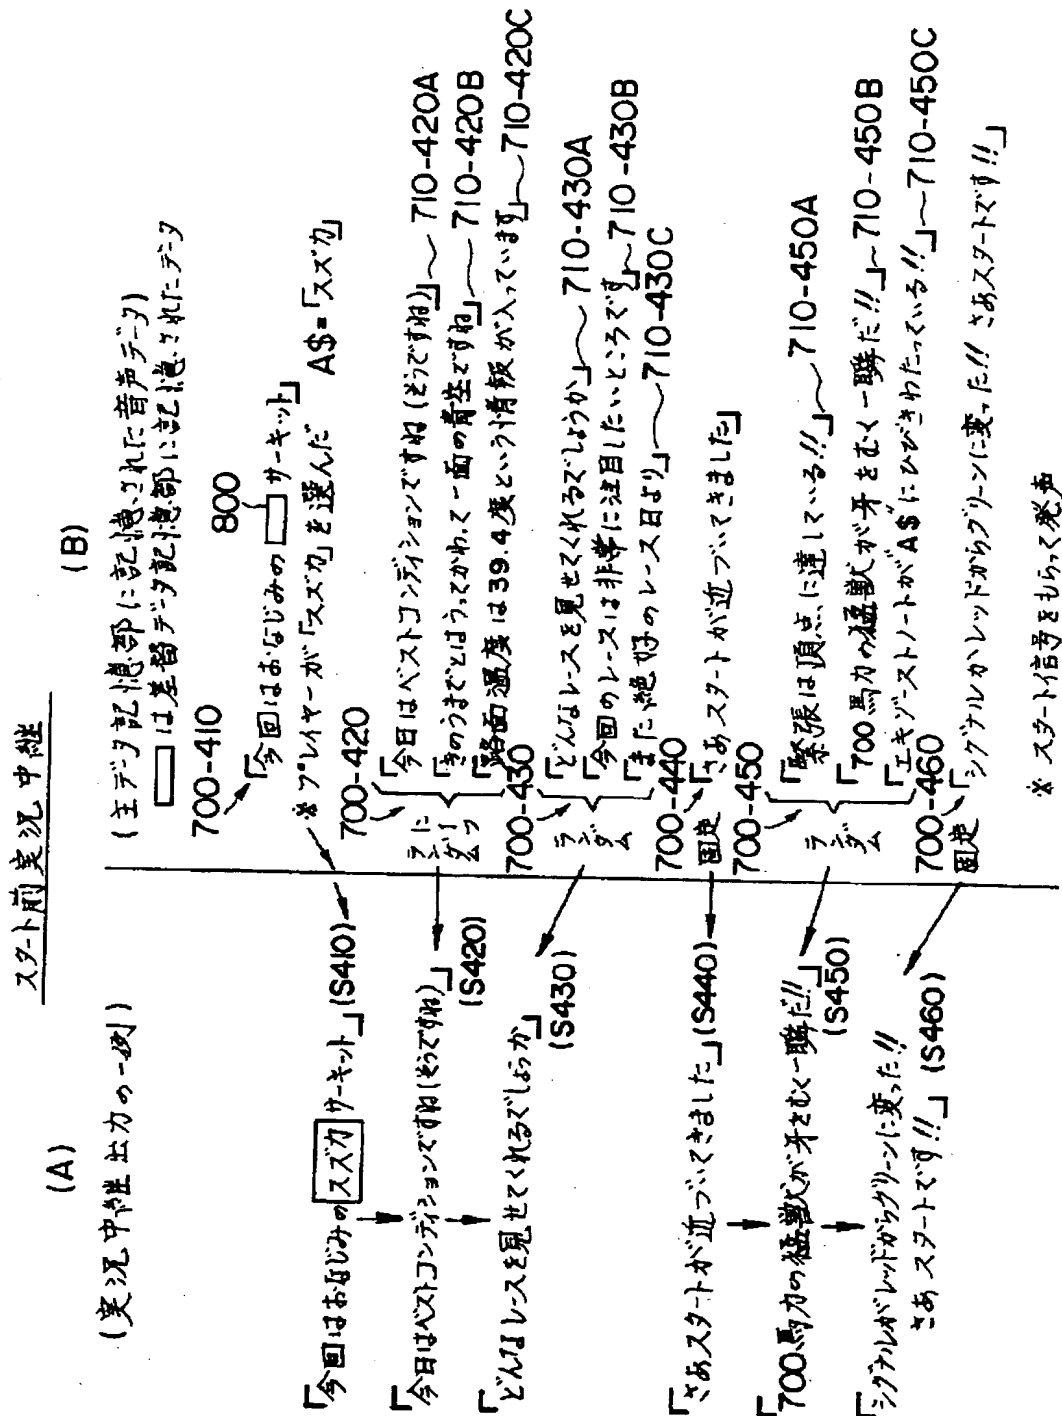 スタート前実況中継
(A)
(実況中継出力の一例)
「今回はおなじみのスズカサーキット」(S410)
「今日はベストコンディションですね(そうですね)」
(S420)
「どんなレースを見せてくれるでしょうか」
(S430)
「さあスタートが近づいてきました」(S440)
「700馬力の猛獣が牙をむく一瞬だ!!」
(S450)
「シグナルがレッドからグリーンに変った!!
さあスタートです!!」(S460)
(B)
(主データ記憶部に記憶された音声データ)
は基督データ記憶部に記憶されたデータ
700-410
800
「今回はおなじみの サーキット」
※プレイヤーが「スズカ」を選んだ A$=「スズカ」
700-420
ランダムに
「今日はベストコンディションですね(そうですね)」~710-420A
「きのうまでとはうってかわって一面の青空ですね」~710-420B
「路面温度は39.4度という情報が入っています」~710-420C
700-430
ランダム
「どんなレースを見せてくれるでしょうか」~710-430A
「今回のレースは非常に注目したいところです」~710-430B
「また絶好のレース日より」~710-430C
700-440
固定
「さあスタートが近づいてきました」
700-450
ランダム
「緊張は頂点に達している!!」~710-450A
「700馬力の猛獣が牙をむく一瞬だ!!」~710-450B
「エキゾーストノートが"A$"にひびきわたっている!!」~710-450C
700-460
固定
「シグナルがレッドからグリーンに変った!! さあスタートです!!」
※スタート信号をもらって発声